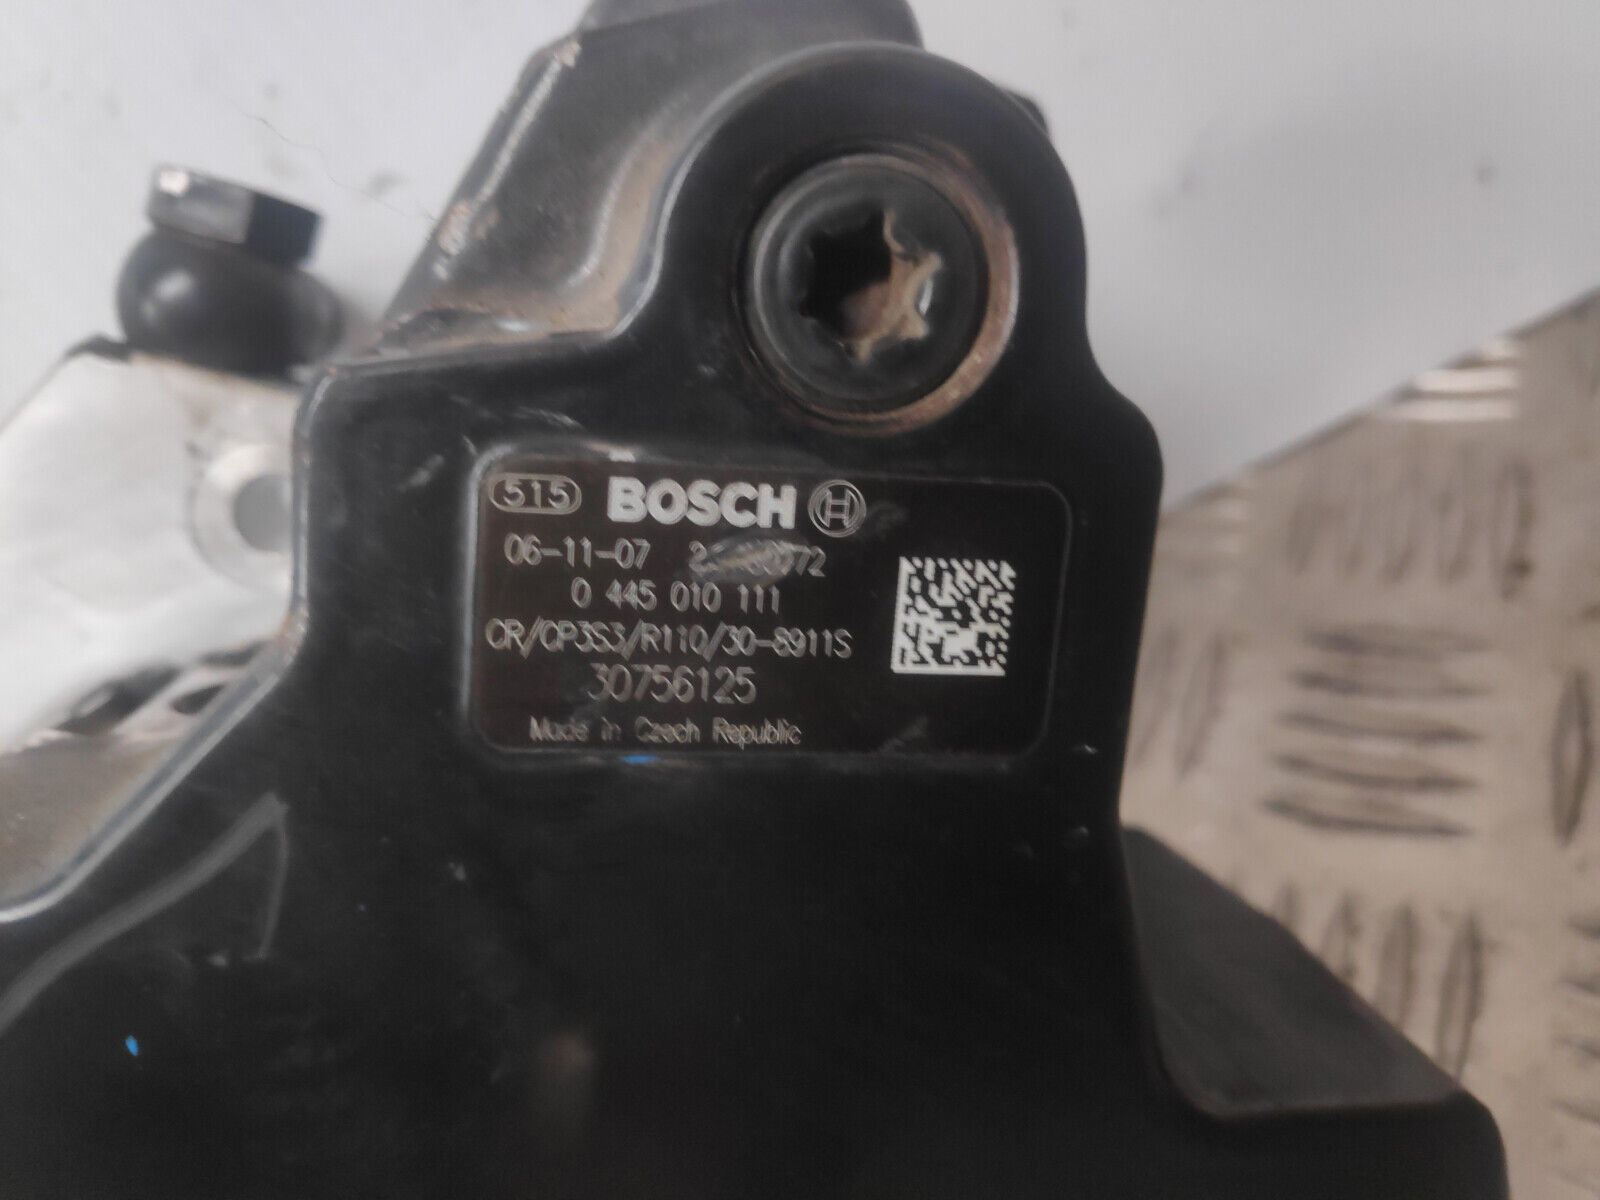 515 BOSCH
06-11-07
0 445 010 111
CR/CP3S3/R110/30-8911S
30756125
Made in Czech Republic